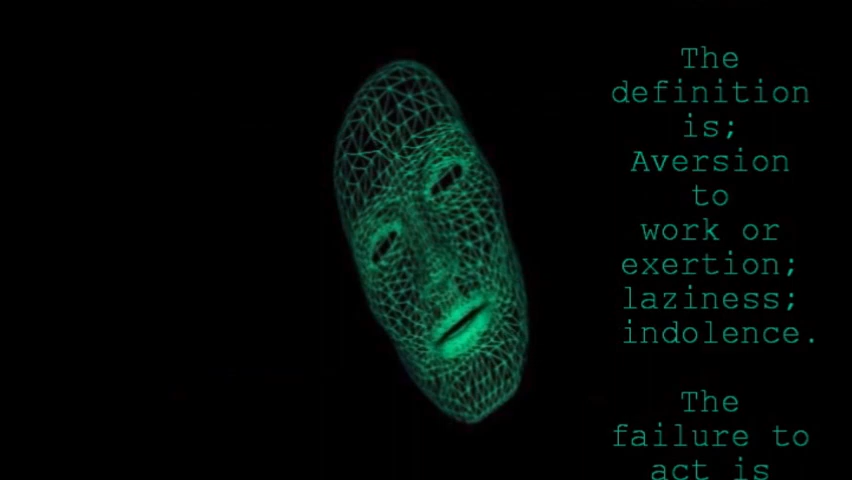 The
definition
is;
Aversion
to
work or
exertion;
laziness;
indolence.
The
failure to
act is